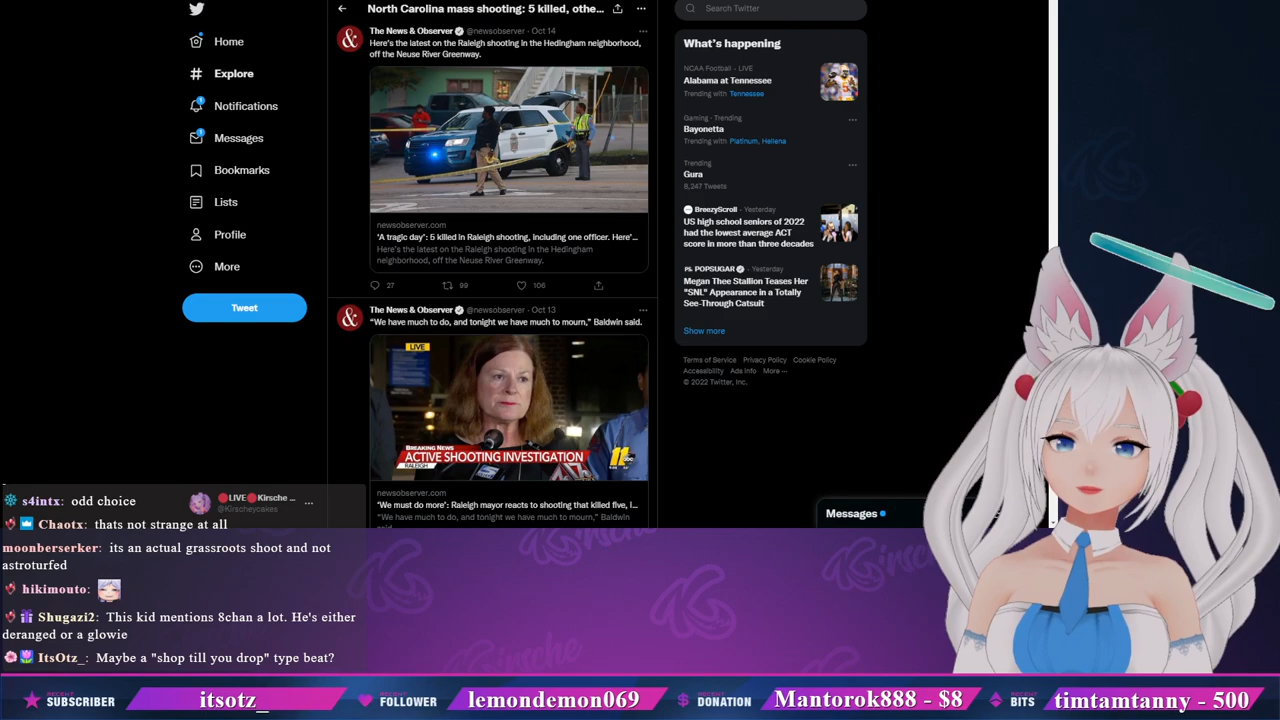 North Carolina mass shooting: 5 killed, othe...
The News & Observer @newsobserver · Oct 14
Here's the latest on the Raleigh shooting in the Hedingham neighborhood,
off the Neuse River Greenway.
newsobserver.com
'A tragic day': 5 killed in Raleigh shooting, including one officer. Here'...
Here's the latest on the Raleigh shooting in the Hedingham
neighborhood, off the Neuse River Greenway.
27 99 106
The News & Observer @newsobserver · Oct 13
“We have much to do, and tonight we have much to mourn,” Baldwin said.
LIVE
BREAKING NEWS
ACTIVE SHOOTING INVESTIGATION
RALEIGH
11
abc
newsobserver.com
'We must do more': Raleigh mayor reacts to shooting that killed five, i...
“We have much to do, and tonight we have much to mourn,” Baldwin
said.
Home
Explore
1
Notifications
1
Messages
Bookmarks
Lists
Profile
More
Tweet
LIVE Kirsche ...
@Kirscheycakes
Search Twitter
What's happening
NCAA Football · LIVE
Alabama at Tennessee
Trending with Tennessee
Gaming · Trending
Bayonetta
Trending with Platinum, Hellena
Trending
Gura
8,247 Tweets
BreezyScroll · Yesterday
US high school seniors of 2022
had the lowest average ACT
score in more than three decades
POPSUGAR · Yesterday
Megan Thee Stallion Teases Her
"SNL" Appearance in a Totally
See-Through Catsuit
Show more
Terms of Service Privacy Policy Cookie Policy
Accessibility Ads Info More ...
© 2022 Twitter, Inc.
Messages
s4intx: odd choice
Chaotx: thats not strange at all
moonberserker: its an actual grassroots shoot and not
astroturfed
hikimouto:
Shugazi2: This kid mentions 8chan a lot. He's either
deranged or a glowie
ItsOtz_: Maybe a "shop till you drop" type beat?
Kirsche
RECENT
SUBSCRIBER
itsotz_
RECENT
FOLLOWER
lemondemon069
RECENT
DONATION
Mantorok888 - $8
RECENT
BITS
timtamtanny - 500